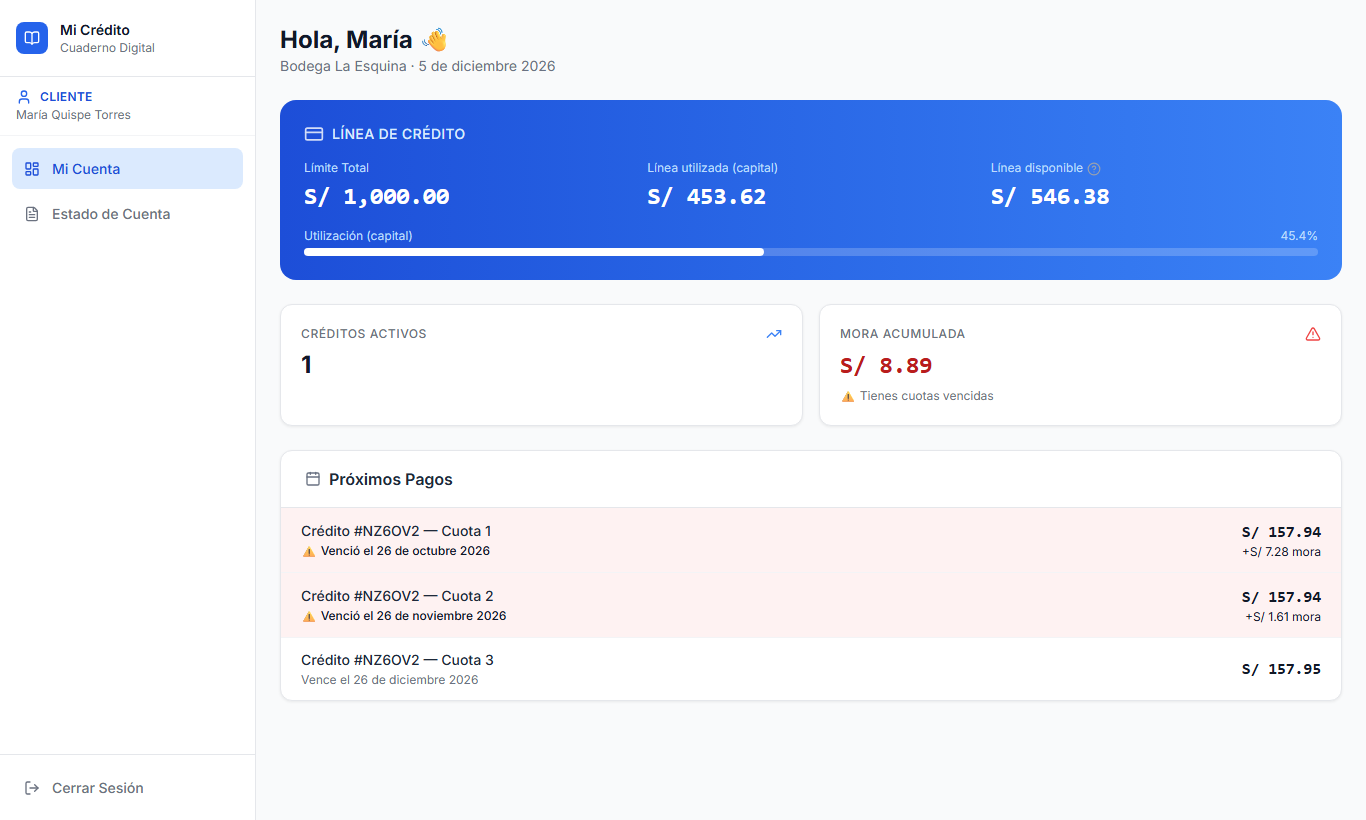 Mi Crédito
Cuaderno Digital
CLIENTE
María Quispe Torres
Mi Cuenta
Estado de Cuenta
Cerrar Sesión
Hola, María 👋
Bodega La Esquina · 5 de diciembre 2026
LÍNEA DE CRÉDITO
Límite Total
S/ 1,000.00
Línea utilizada (capital)
S/ 453.62
Línea disponible ?
S/ 546.38
Utilización (capital) 45.4%
CRÉDITOS ACTIVOS
1
MORA ACUMULADA
S/ 8.89
⚠️ Tienes cuotas vencidas
Próximos Pagos
Crédito #NZ6OV2 — Cuota 1 S/ 157.94
⚠️ Venció el 26 de octubre 2026 +S/ 7.28 mora
Crédito #NZ6OV2 — Cuota 2 S/ 157.94
⚠️ Venció el 26 de noviembre 2026 +S/ 1.61 mora
Crédito #NZ6OV2 — Cuota 3 S/ 157.95
Vence el 26 de diciembre 2026